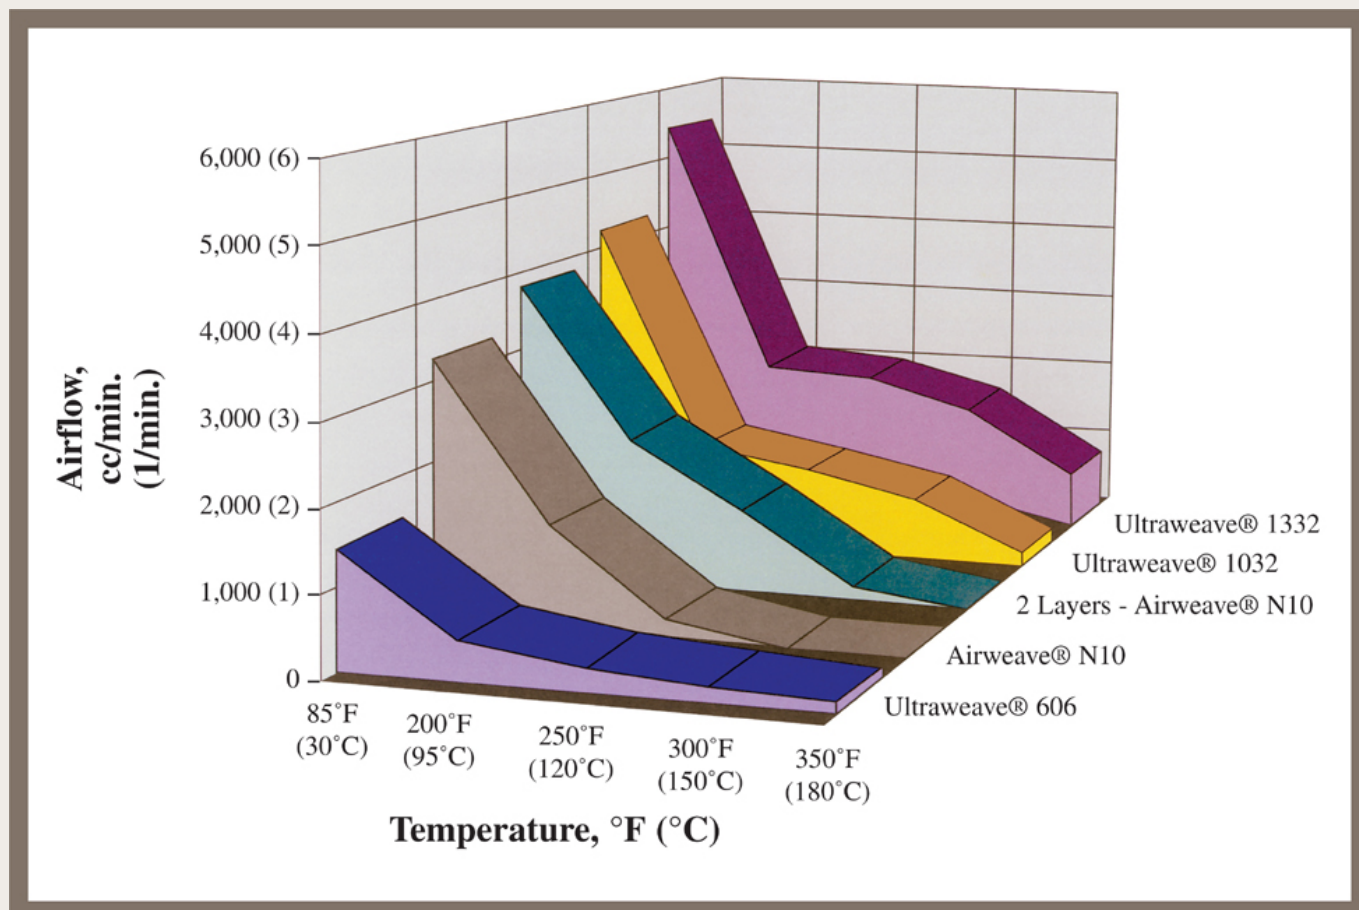 6,000 (6)
5,000 (5)
4,000 (4)
3,000 (3)
2,000 (2)
1,000 (1)
0
Airflow,
cc/min.
(1/min.)
85°F
(30°C)
200°F
(95°C)
250°F
(120°C)
300°F
(150°C)
350°F
(180°C)
Temperature, °F (°C)
Ultraweave® 1332
Ultraweave® 1032
2 Layers - Airweave® N10
Airweave® N10
Ultraweave® 606